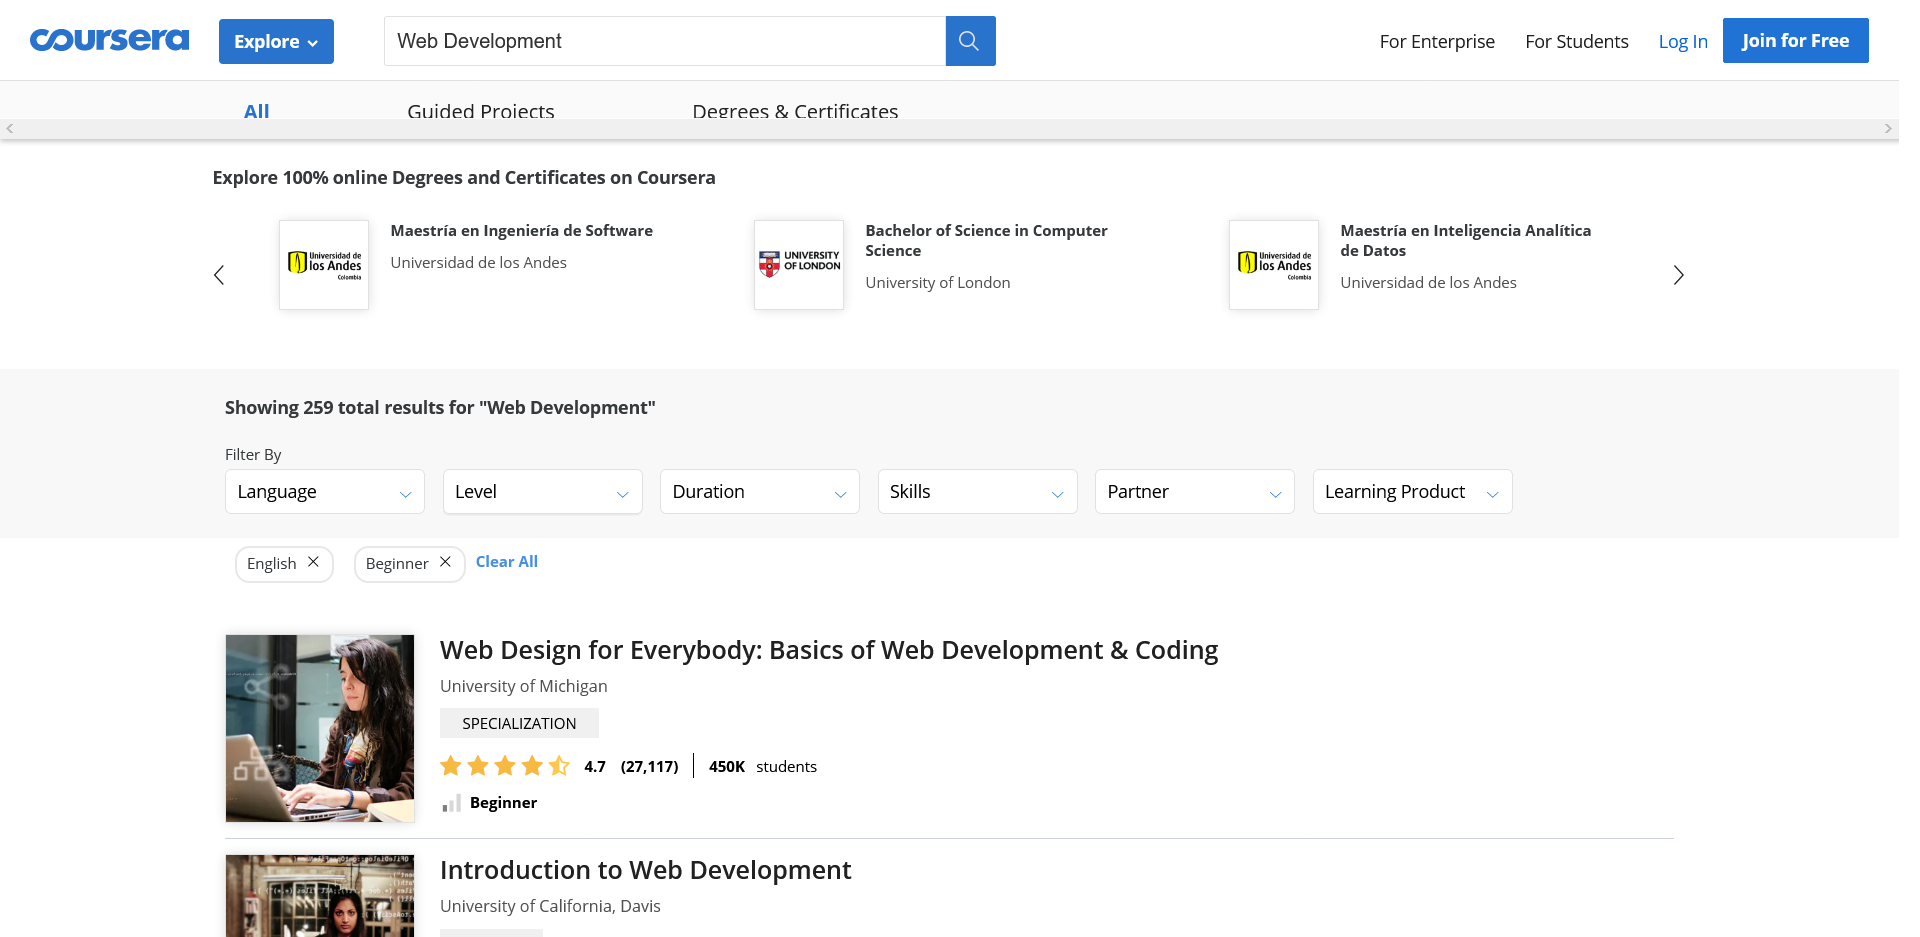 coursera
Explore
Web Development
For Enterprise
For Students
Log In
Join for Free
All
Guided Projects
Degrees & Certificates
Explore 100% online Degrees and Certificates on Coursera
Universidad de
los Andes
Colombia
Maestría en Ingeniería de Software
Universidad de los Andes
UNIVERSITY
OF LONDON
Bachelor of Science in Computer
Science
University of London
Universidad de
los Andes
Colombia
Maestría en Inteligencia Analítica
de Datos
Universidad de los Andes
Showing 259 total results for "Web Development"
Filter By
Language
Level
Duration
Skills
Partner
Learning Product
English
Beginner
Clear All
Web Design for Everybody: Basics of Web Development & Coding
University of Michigan
SPECIALIZATION
4.7 (27,117) 450K students
Beginner
Introduction to Web Development
University of California, Davis